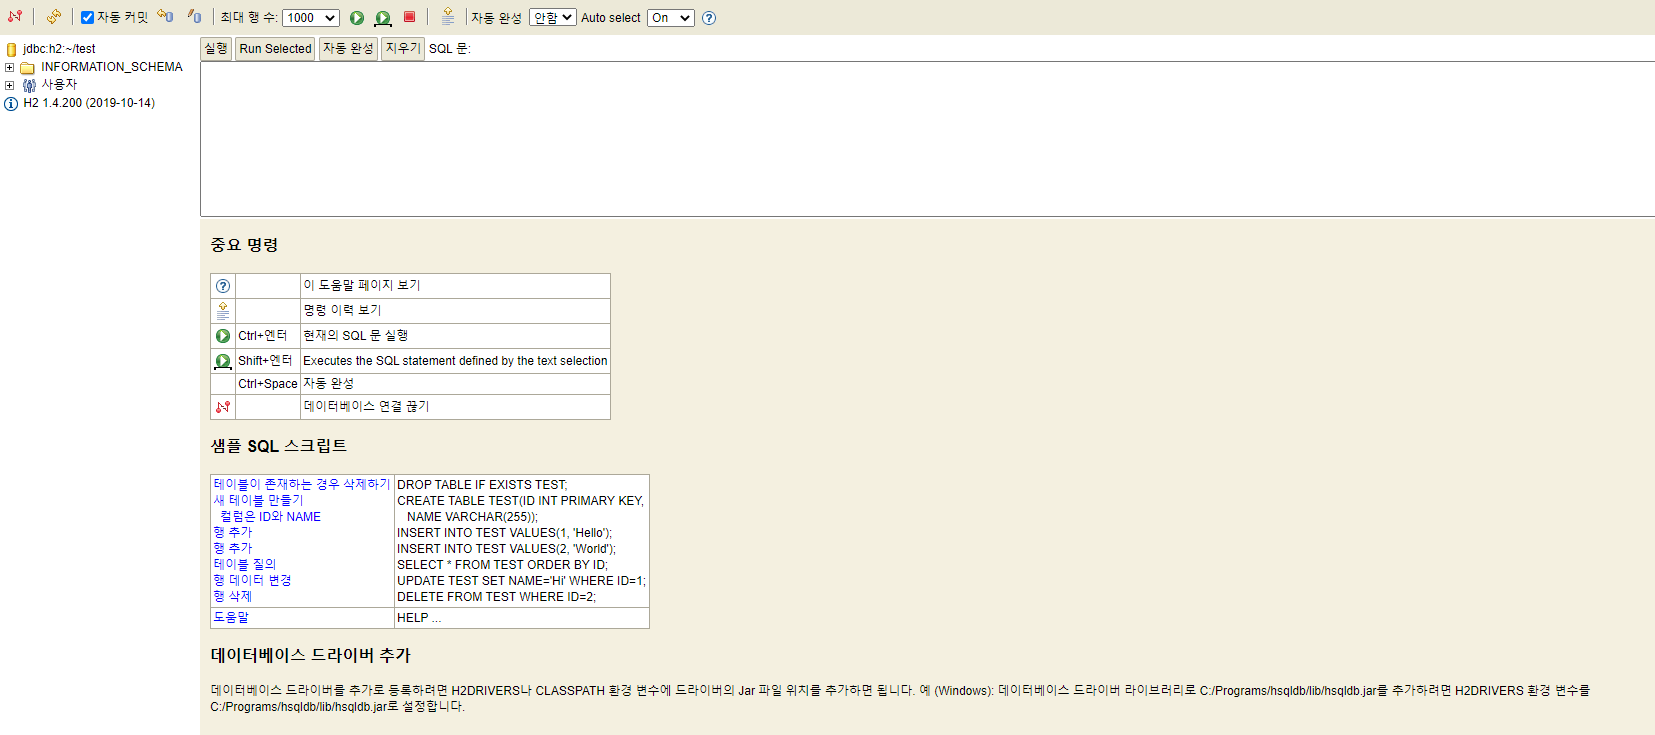 자동 커밋 최대 행 수: 1000 자동 완성 안함 Auto select On
jdbc:h2:~/test
INFORMATION_SCHEMA
사용자
H2 1.4.200 (2019-10-14)
실행 Run Selected 자동 완성 지우기 SQL 문:
중요 명령
이 도움말 페이지 보기
명령 이력 보기
Ctrl+엔터 현재의 SQL 문 실행
Shift+엔터 Executes the SQL statement defined by the text selection
Ctrl+Space 자동 완성
데이터베이스 연결 끊기
샘플 SQL 스크립트
테이블이 존재하는 경우 삭제하기 DROP TABLE IF EXISTS TEST;
새 테이블 만들기 CREATE TABLE TEST(ID INT PRIMARY KEY,
컬럼은 ID와 NAME NAME VARCHAR(255));
행 추가 INSERT INTO TEST VALUES(1, 'Hello');
행 추가 INSERT INTO TEST VALUES(2, 'World');
테이블 질의 SELECT * FROM TEST ORDER BY ID;
행 데이터 변경 UPDATE TEST SET NAME='Hi' WHERE ID=1;
행 삭제 DELETE FROM TEST WHERE ID=2;
도움말 HELP ...
데이터베이스 드라이버 추가
데이터베이스 드라이버를 추가로 등록하려면 H2DRIVERS나 CLASSPATH 환경 변수에 드라이버의 Jar 파일 위치를 추가하면 됩니다. 예 (Windows): 데이터베이스 드라이버 라이브러리로 C:/Programs/hsqldb/lib/hsqldb.jar를 추가하려면 H2DRIVERS 환경 변수를
C:/Programs/hsqldb/lib/hsqldb.jar로 설정합니다.